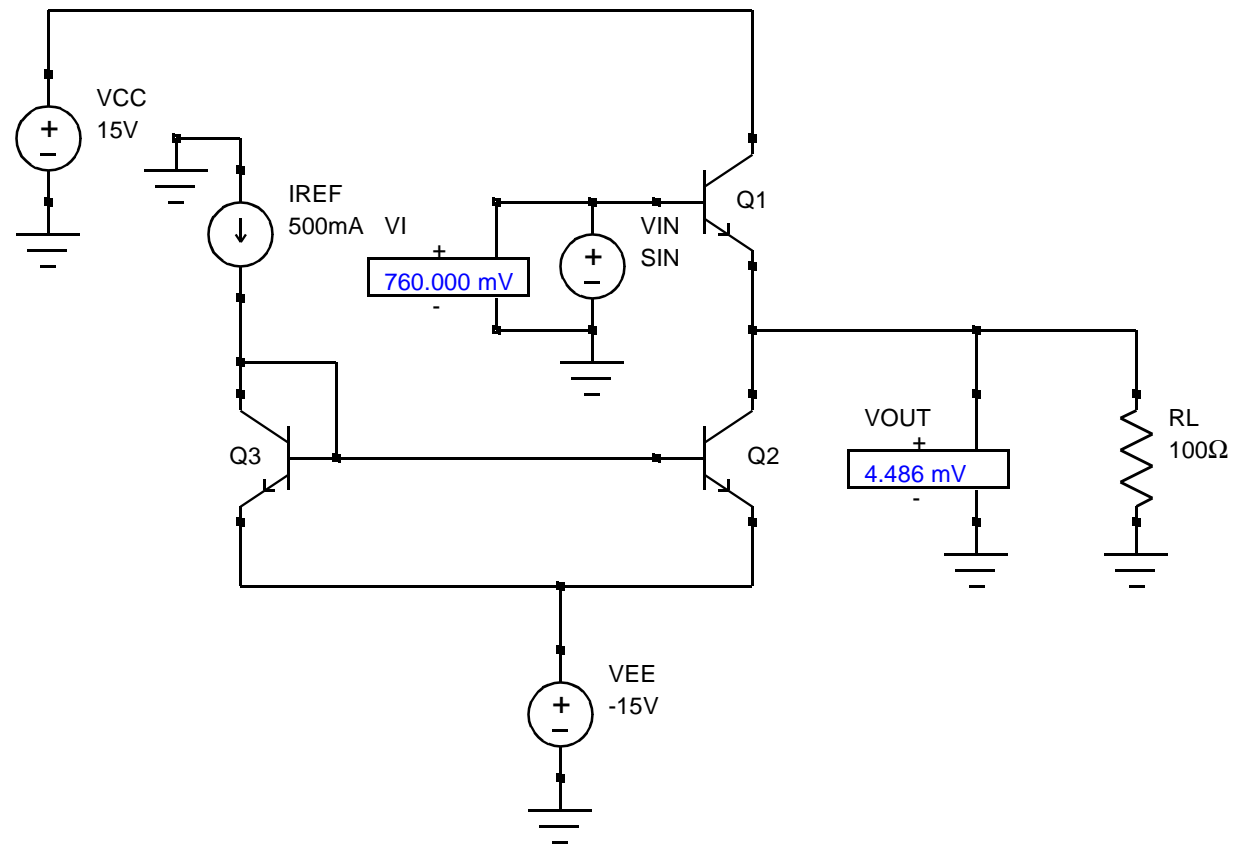 VCC
15V
IREF
500mA
VI
+
760.000 mV
-
VIN
SIN
Q1
Q3
Q2
VOUT
+
4.486 mV
-
RL
100Ω
VEE
-15V